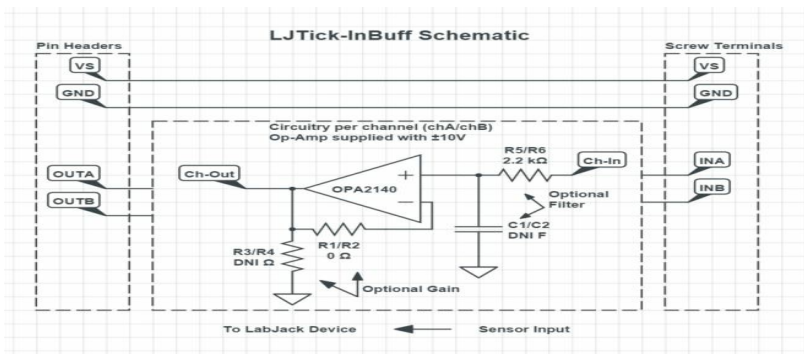 LJTick-InBuff Schematic
Pin Headers
Screw Terminals
VS
VS
GND
GND
Circuitry per channel (chA/chB)
Op-Amp supplied with ±10V
R5/R6
2.2 kΩ
Ch-In
INA
OUTA
Ch-Out
+
OPA2140
−
Optional
Filter
INB
OUTB
C1/C2
DNI F
R1/R2
0 Ω
R3/R4
DNI Ω
Optional Gain
To LabJack Device
Sensor Input